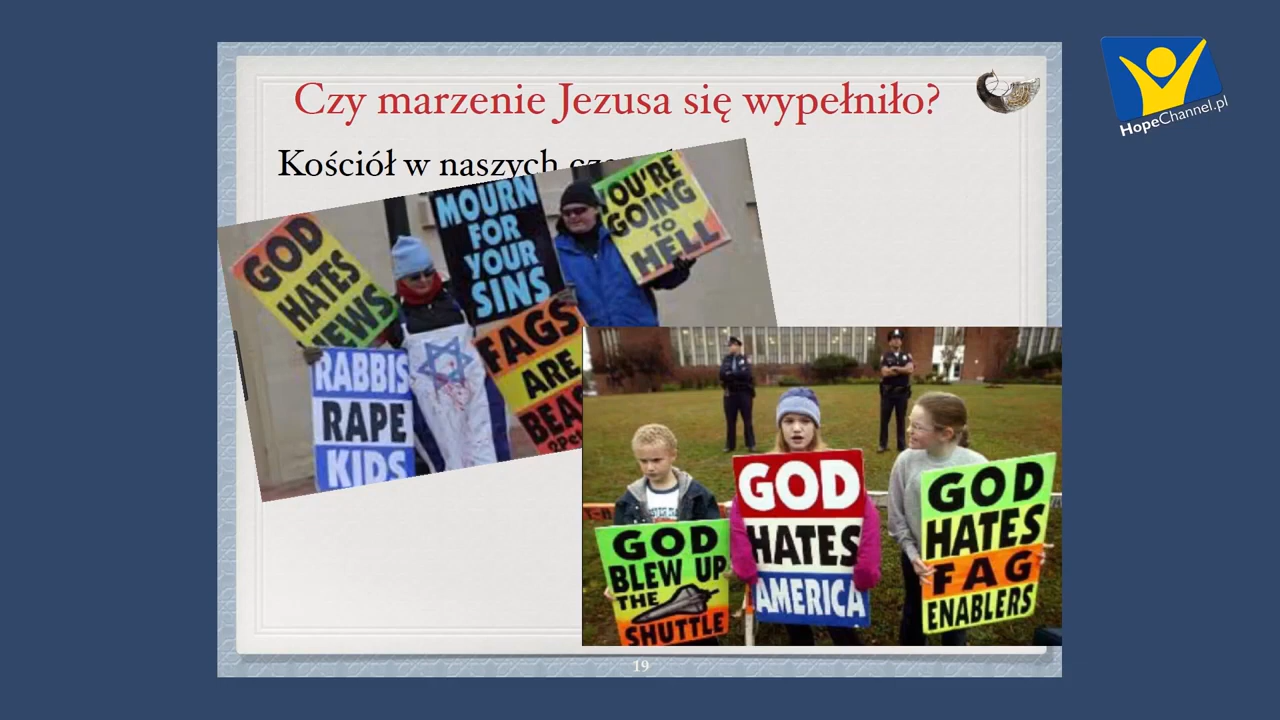 Czy marzenie Jezusa się wypełniło?
HopeChannel.pl
Kościół w naszych
GOD
HATES
JEWS
RABBIS
RAPE
KIDS
MOURN
FOR
YOUR
SINS
FAGS
ARE
YOU'RE
GOING
TO
HELL
GOD
BLEW UP
THE
SHUTTLE
GOD
HATES
AMERICA
GOD
HATES
FAG
ENABLERS
19